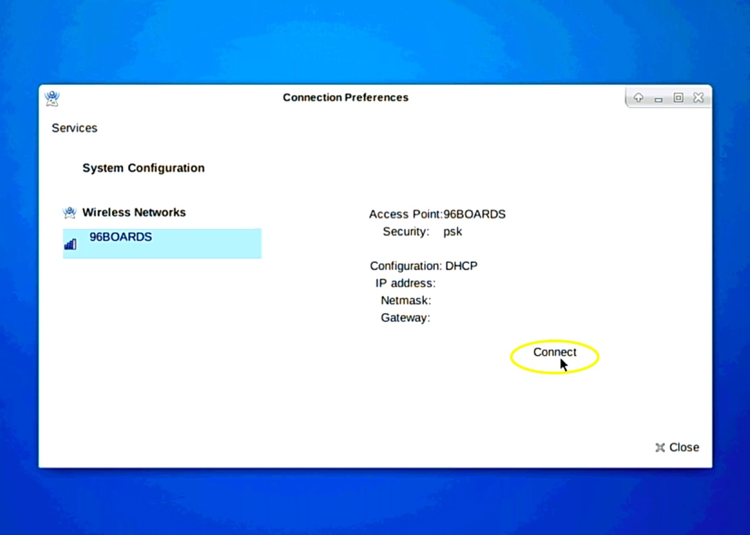 Connection Preferences
Services
System Configuration
Wireless Networks
96BOARDS
Access Point:96BOARDS
Security: psk
Configuration: DHCP
IP address:
Netmask:
Gateway:
Connect
Close